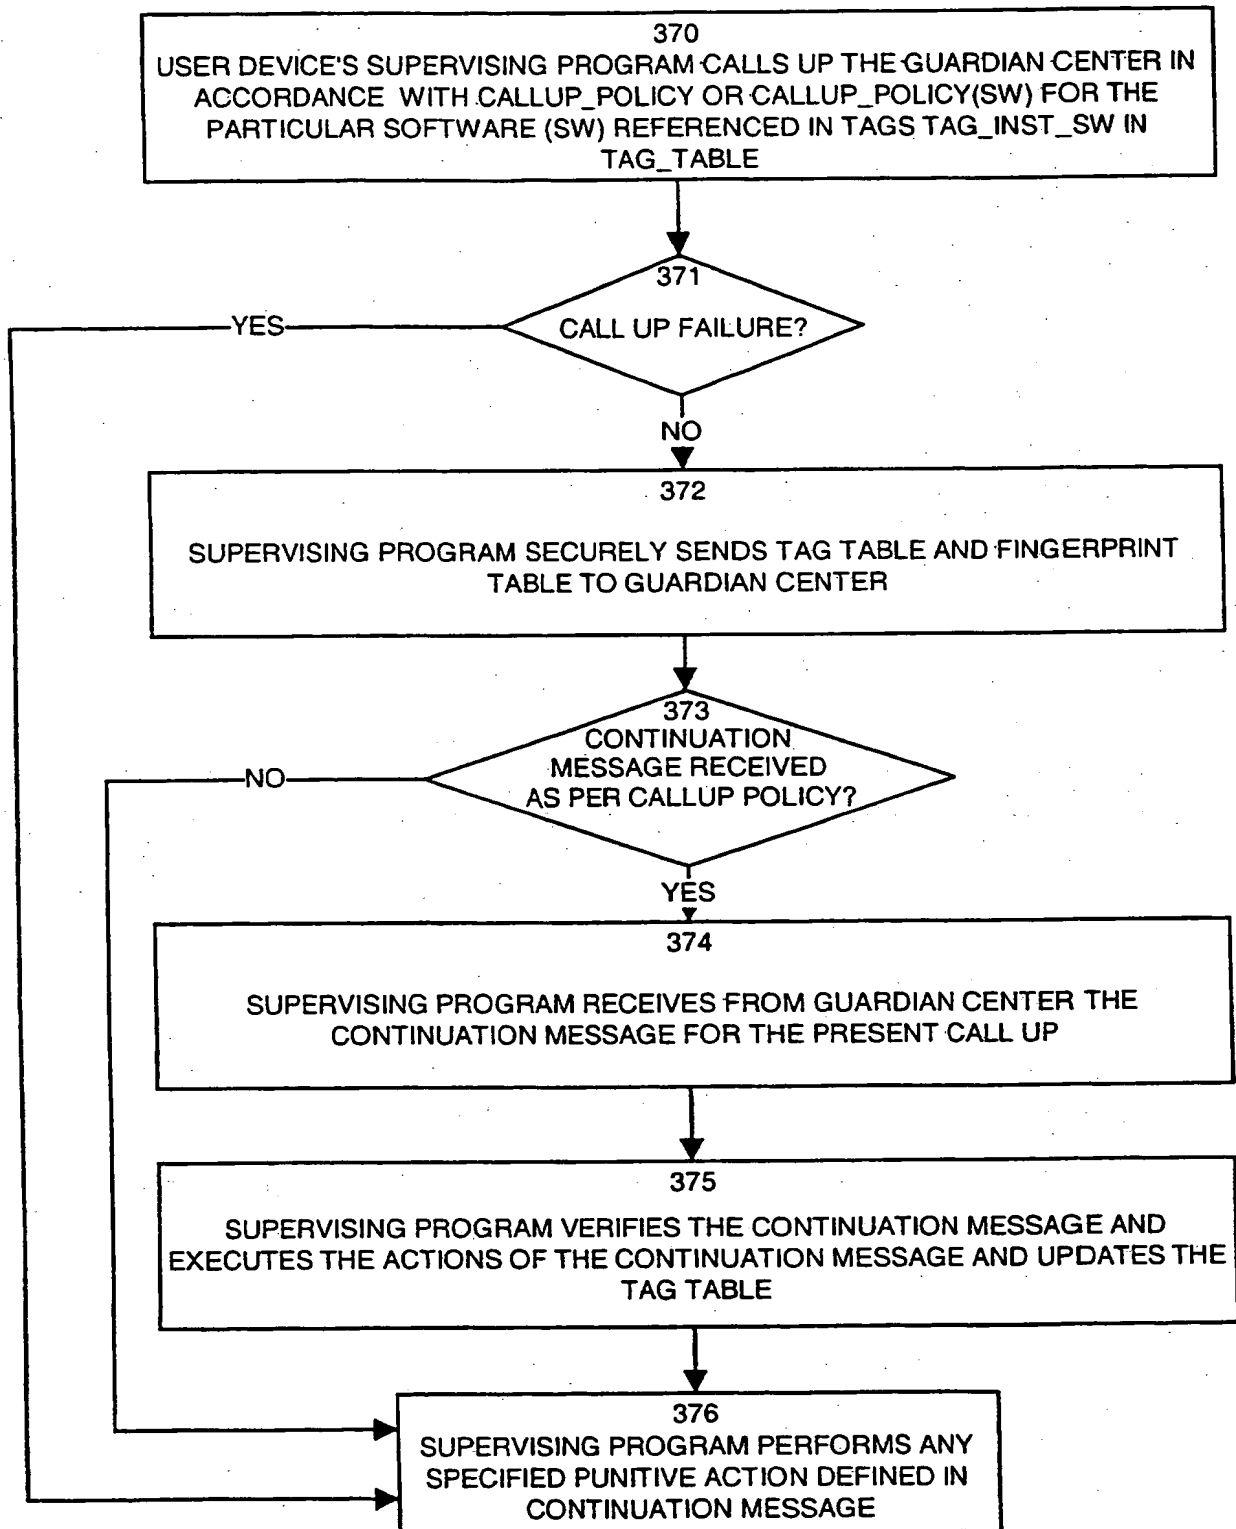 370
USER DEVICE'S SUPERVISING PROGRAM CALLS UP THE GUARDIAN CENTER IN
ACCORDANCE WITH CALLUP_POLICY OR CALLUP_POLICY(SW) FOR THE
PARTICULAR SOFTWARE (SW) REFERENCED IN TAGS TAG_INST_SW IN
TAG_TABLE
371
CALL UP FAILURE?
YES
NO
372
SUPERVISING PROGRAM SECURELY SENDS TAG TABLE AND FINGERPRINT
TABLE TO GUARDIAN CENTER
373
CONTINUATION
MESSAGE RECEIVED
AS PER CALLUP POLICY?
NO
YES
374
SUPERVISING PROGRAM RECEIVES FROM GUARDIAN CENTER THE
CONTINUATION MESSAGE FOR THE PRESENT CALL UP
375
SUPERVISING PROGRAM VERIFIES THE CONTINUATION MESSAGE AND
EXECUTES THE ACTIONS OF THE CONTINUATION MESSAGE AND UPDATES THE
TAG TABLE
376
SUPERVISING PROGRAM PERFORMS ANY
SPECIFIED PUNITIVE ACTION DEFINED IN
CONTINUATION MESSAGE